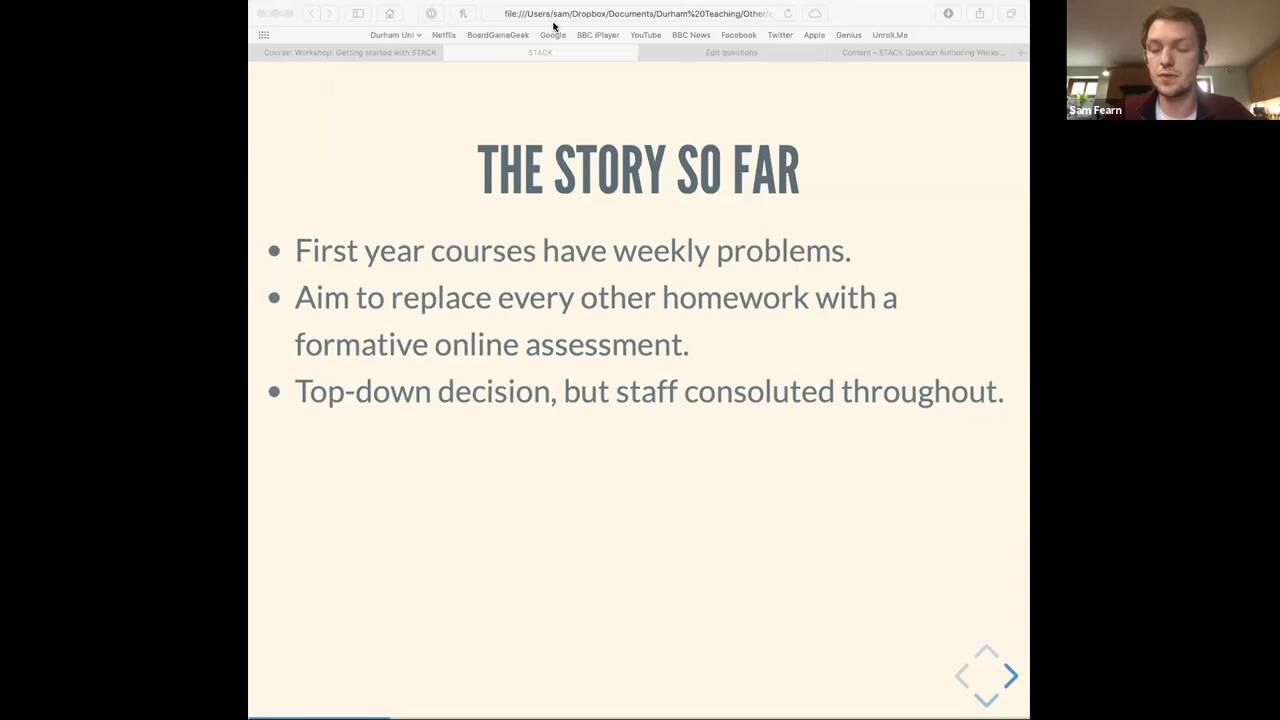 file:///Users/sam/Dropbox/Documents/Durham%20Teaching/Other/
Durham Uni Netflix BoardGameGeek Google BBC iPlayer YouTube BBC News Facebook Twitter Apple Genius Unroll.Me
Course: Workshop: Getting started with STACK STACK Edit questions Content – STACK Question Authoring Works...
Sam Fearn
THE STORY SO FAR
• First year courses have weekly problems.
• Aim to replace every other homework with a
formative online assessment.
• Top-down decision, but staff consoluted throughout.